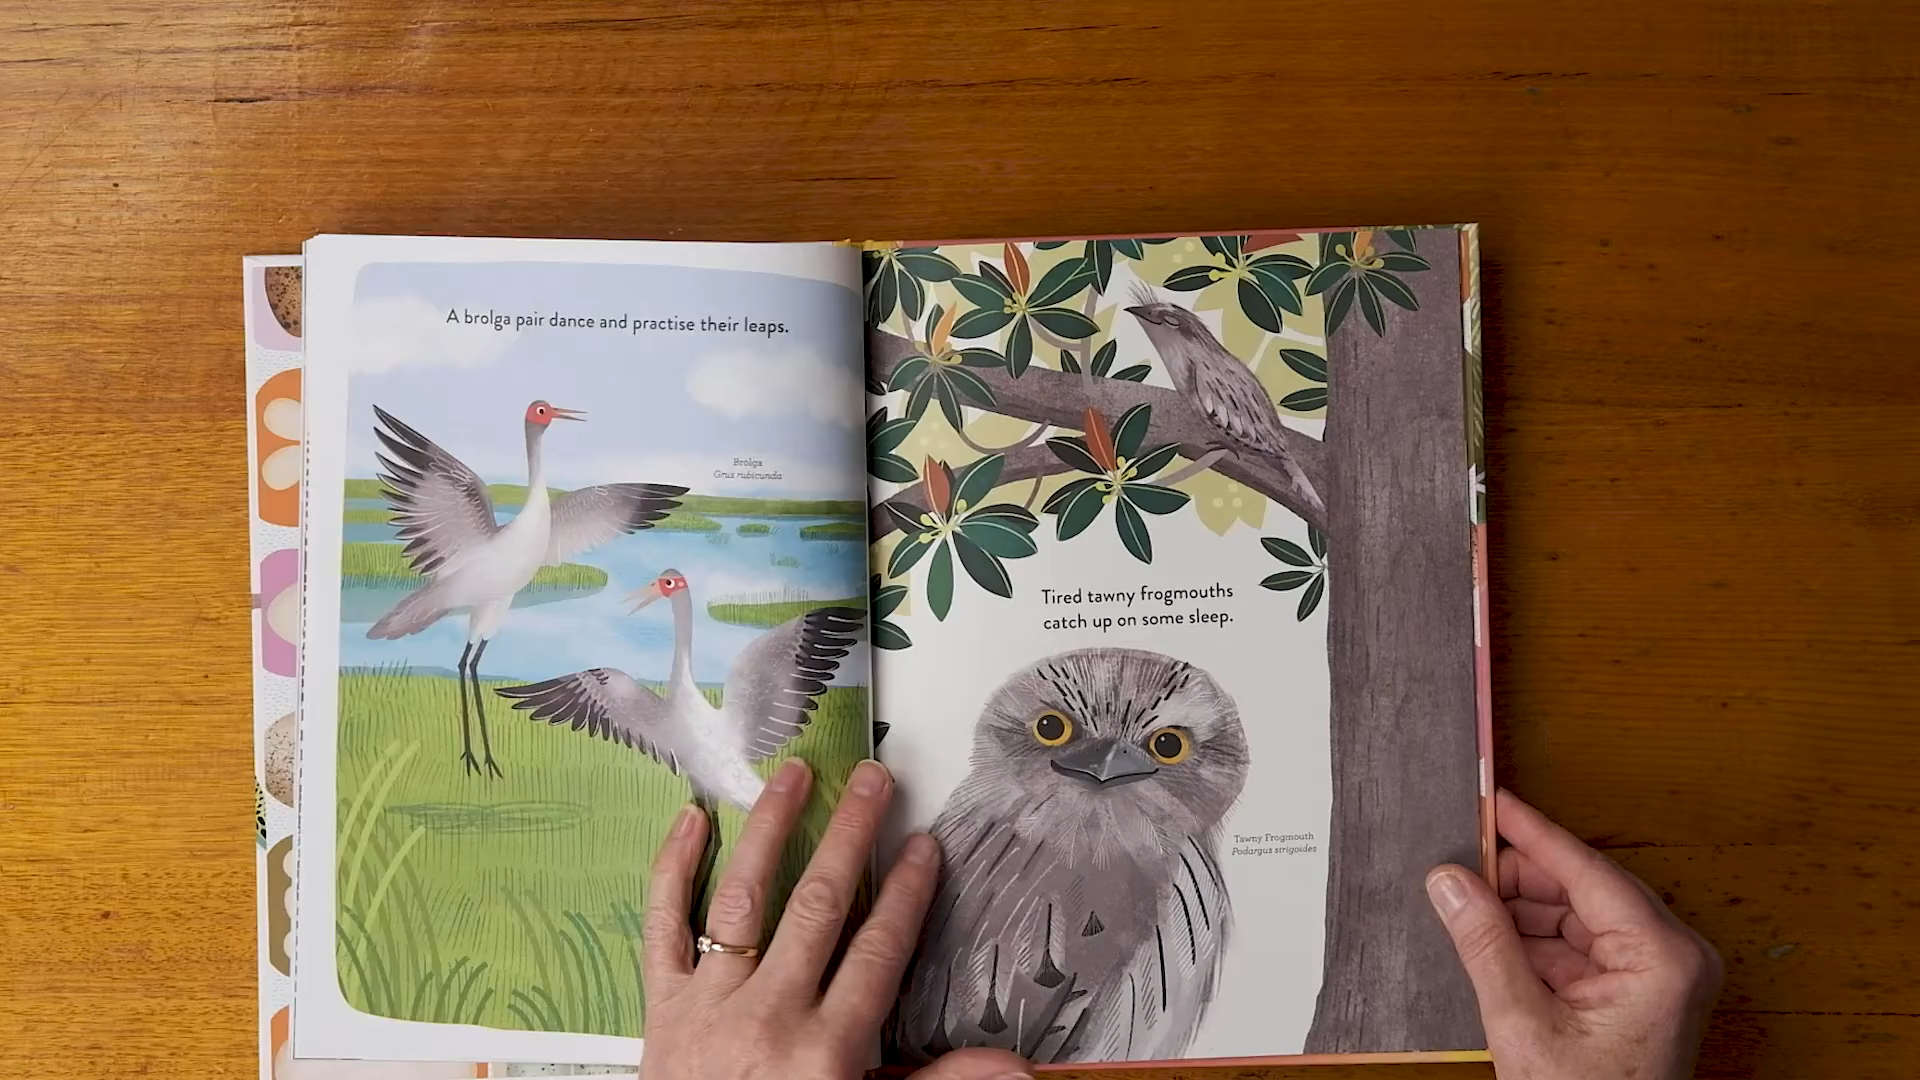 A brolga pair dance and practise their leaps.
Brolga
Grus rubicunda
Tired tawny frogmouths
catch up on some sleep.
Tawny Frogmouth
Podargus strigoides